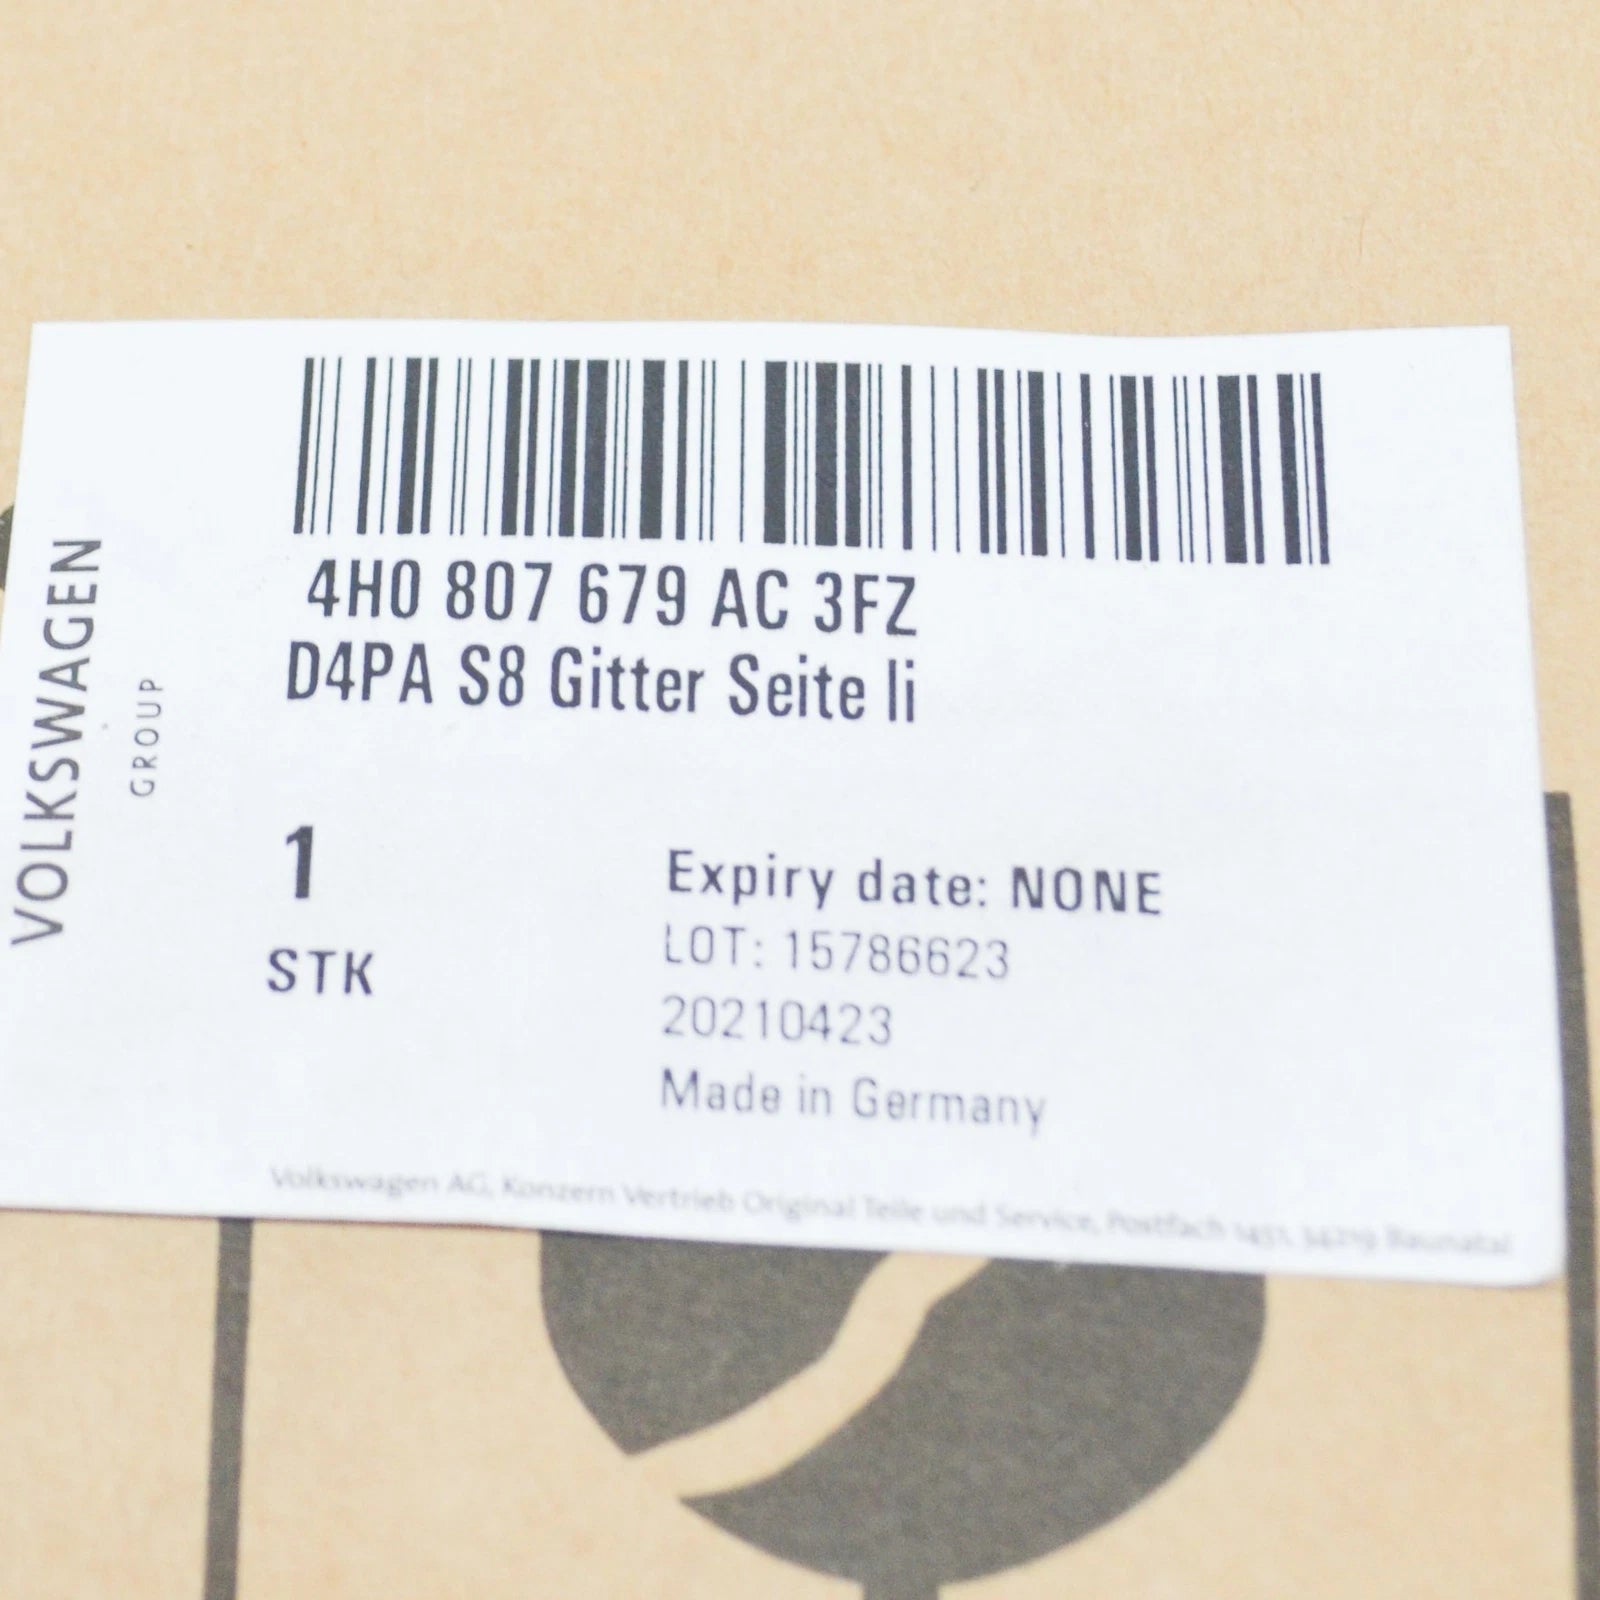 VOLKSWAGEN
GROUP
4H0 807 679 AC 3FZ
D4PA S8 Gitter Seite li
1
STK
Expiry date: NONE
LOT: 15786623
20210423
Made in Germany
Volkswagen AG, Konzern Vertrieb Original Teile und Service, Postfach 1451, 34219 Baunatal